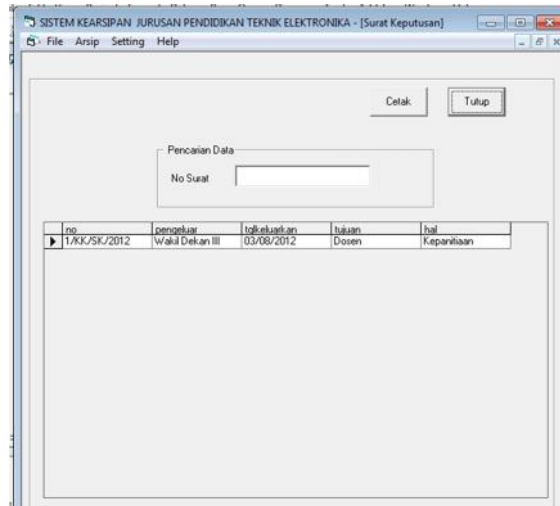 SISTEM KEARSIPAN JURUSAN PENDIDIKAN TEKNIK ELEKTRONIKA - [Surat Keputusan]
File Arsip Setting Help
Cetak Tutup
Pencarian Data
No Surat
no pengeluar tglkeluarkan tujuan hal
1/KK/SK/2012 Wakil Dekan III 03/08/2012 Dosen Kepanitiaan